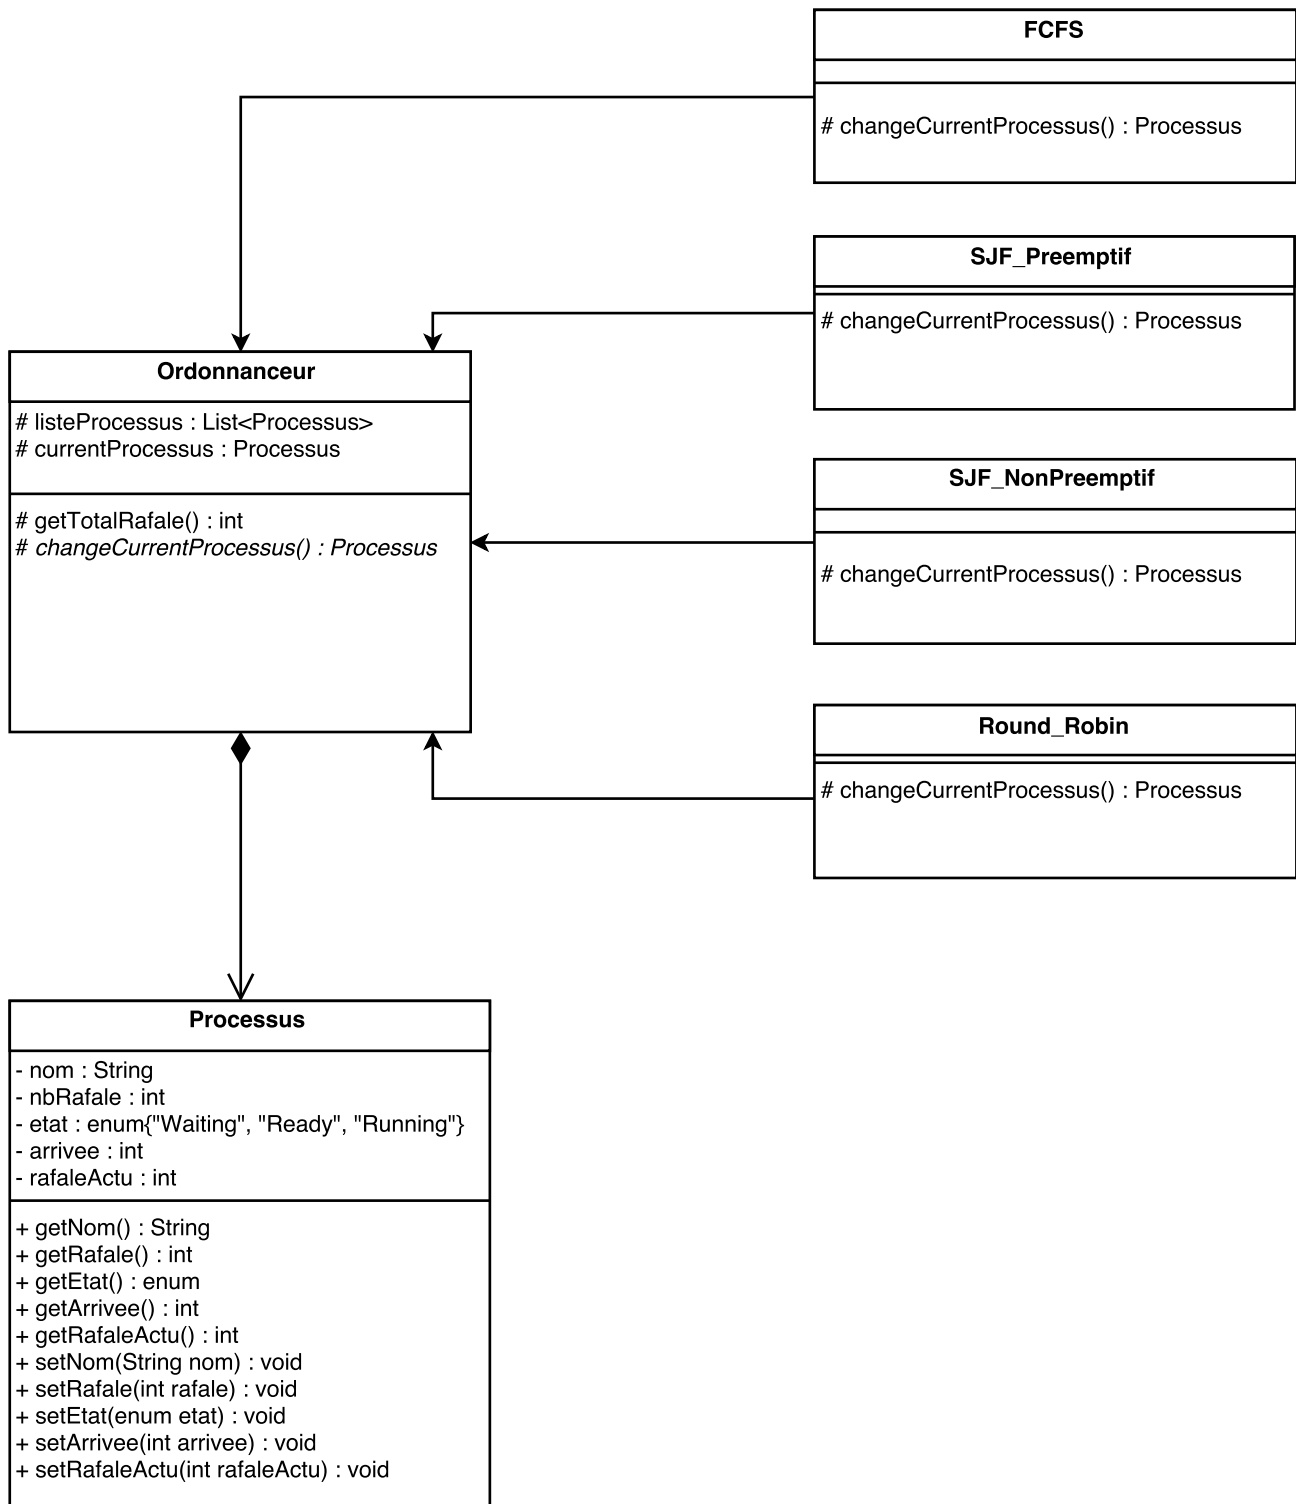 FCFS
# changeCurrentProcessus() : Processus
SJF_Preemptif
# changeCurrentProcessus() : Processus
Ordonnanceur
# listeProcessus : List<Processus>
# currentProcessus : Processus
# getTotalRafale() : int
# changeCurrentProcessus() : Processus
SJF_NonPreemptif
# changeCurrentProcessus() : Processus
Round_Robin
# changeCurrentProcessus() : Processus
Processus
- nom : String
- nbRafale : int
- etat : enum{"Waiting", "Ready", "Running"}
- arrivee : int
- rafaleActu : int
+ getNom() : String
+ getRafale() : int
+ getEtat() : enum
+ getArrivee() : int
+ getRafaleActu() : int
+ setNom(String nom) : void
+ setRafale(int rafale) : void
+ setEtat(enum etat) : void
+ setArrivee(int arrivee) : void
+ setRafaleActu(int rafaleActu) : void